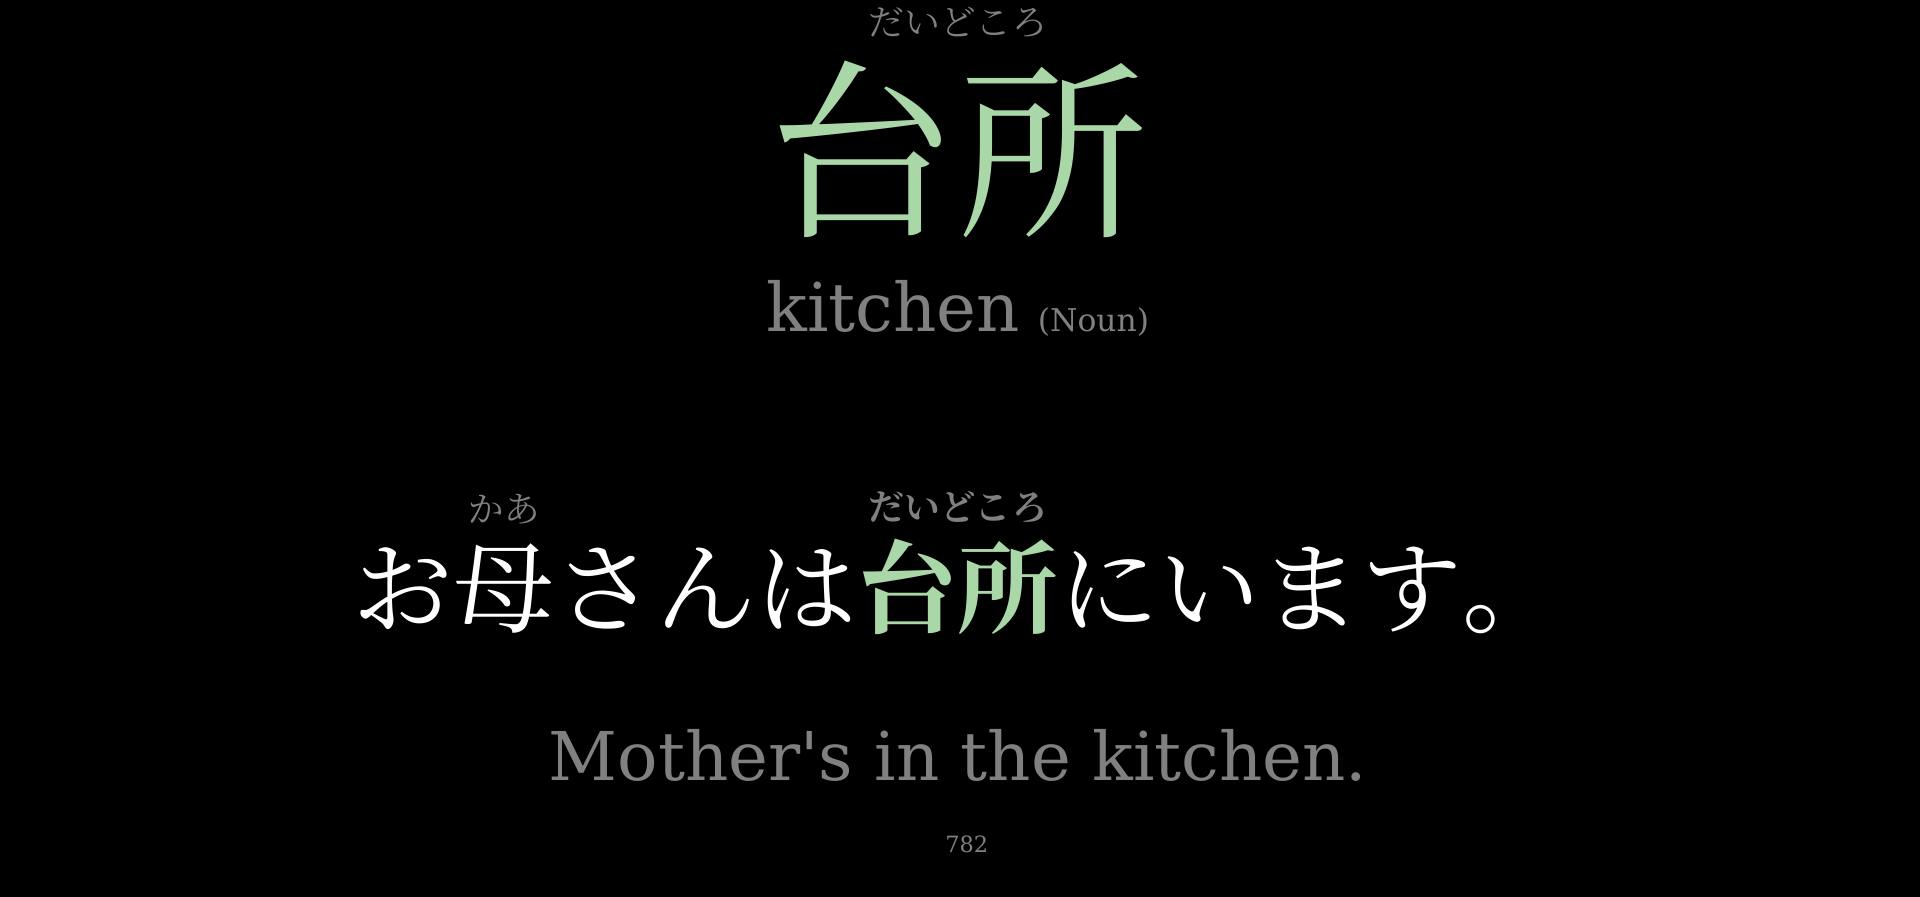 だいどころ
台所
kitchen (Noun)
かあ だいどころ
お母さんは台所にいます。
Mother's in the kitchen.
782